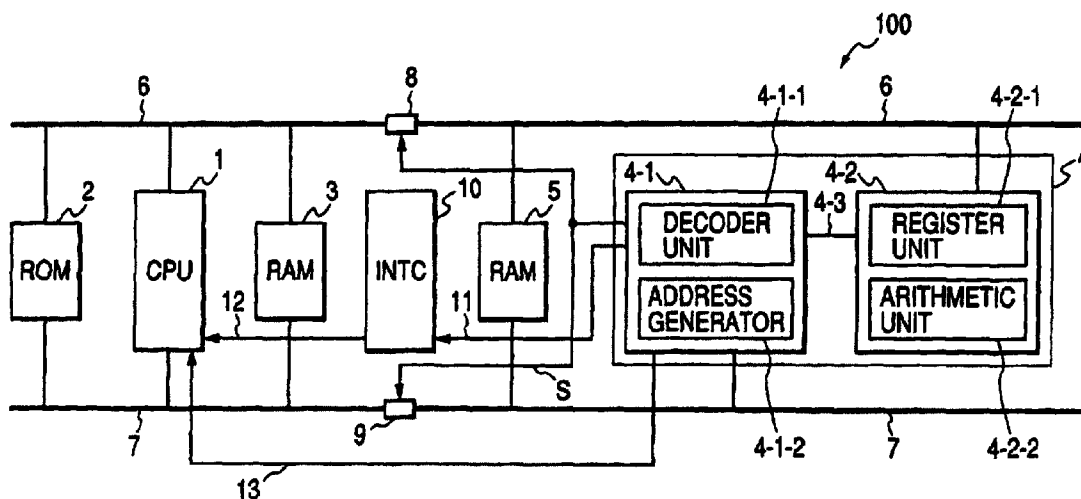 100
6
8
4-1-1
6
4-2-1
2
1
3
10
5
4-1
4-2
4-3
ROM
CPU
RAM
INTC
RAM
DECODER
UNIT
REGISTER
UNIT
ADDRESS
GENERATOR
ARITHMETIC
UNIT
12
11
S
7
9
4-1-2
7
4-2-2
13